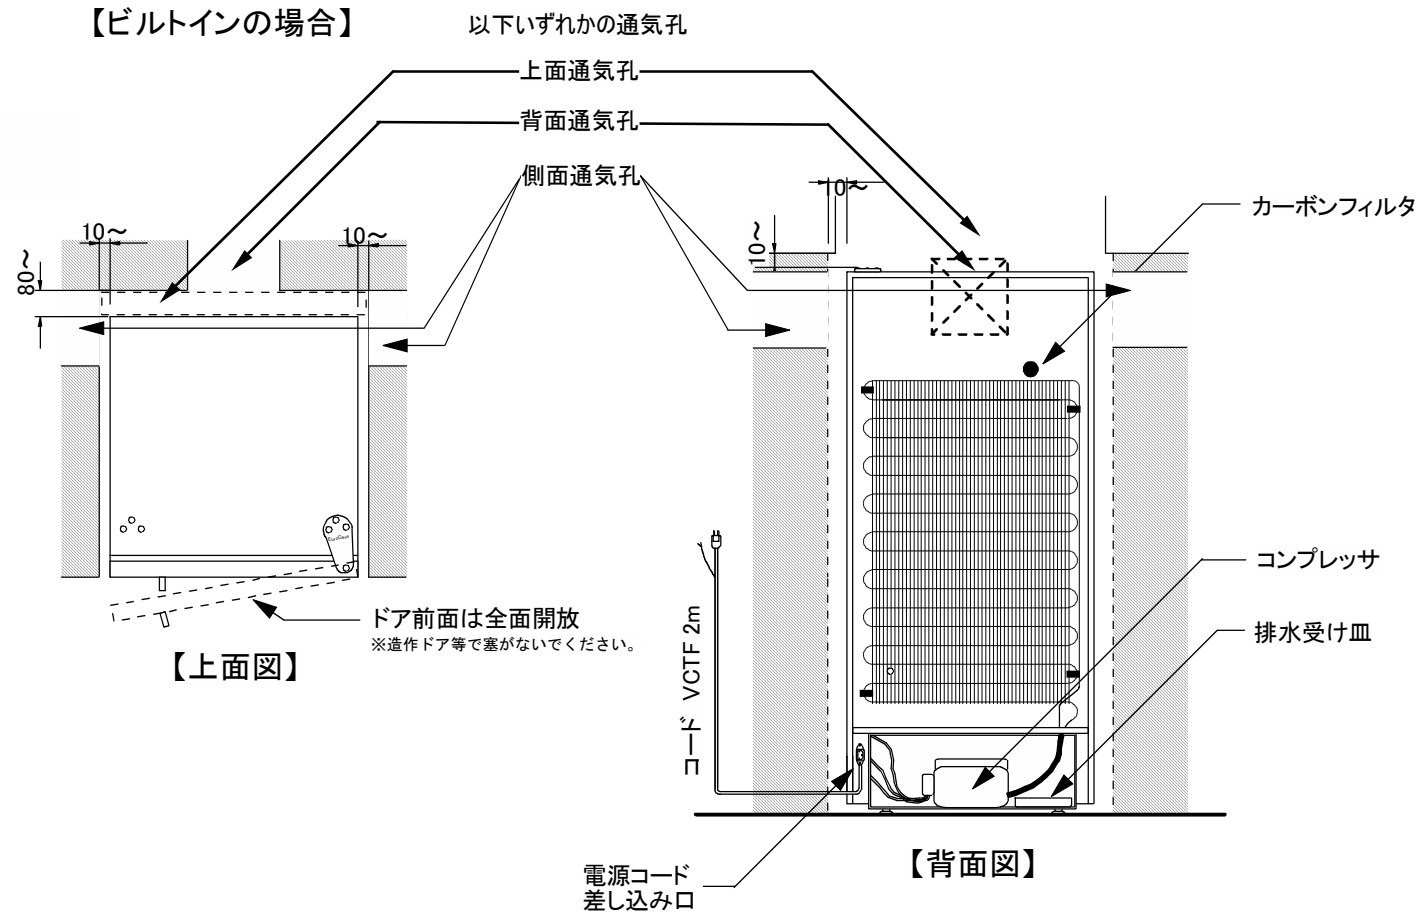 【ビルトインの場合】
以下いずれかの通気孔
上面通気孔
背面通気孔
側面通気孔
10～
カーボンフィルタ
10～
10～
10～
80～
EuroCave
コンプレッサ
コード VCTF 2m
ドア前面は全面開放
※造作ドア等で塞がないでください。
排水受け皿
【上面図】
【背面図】
電源コード
差し込み口